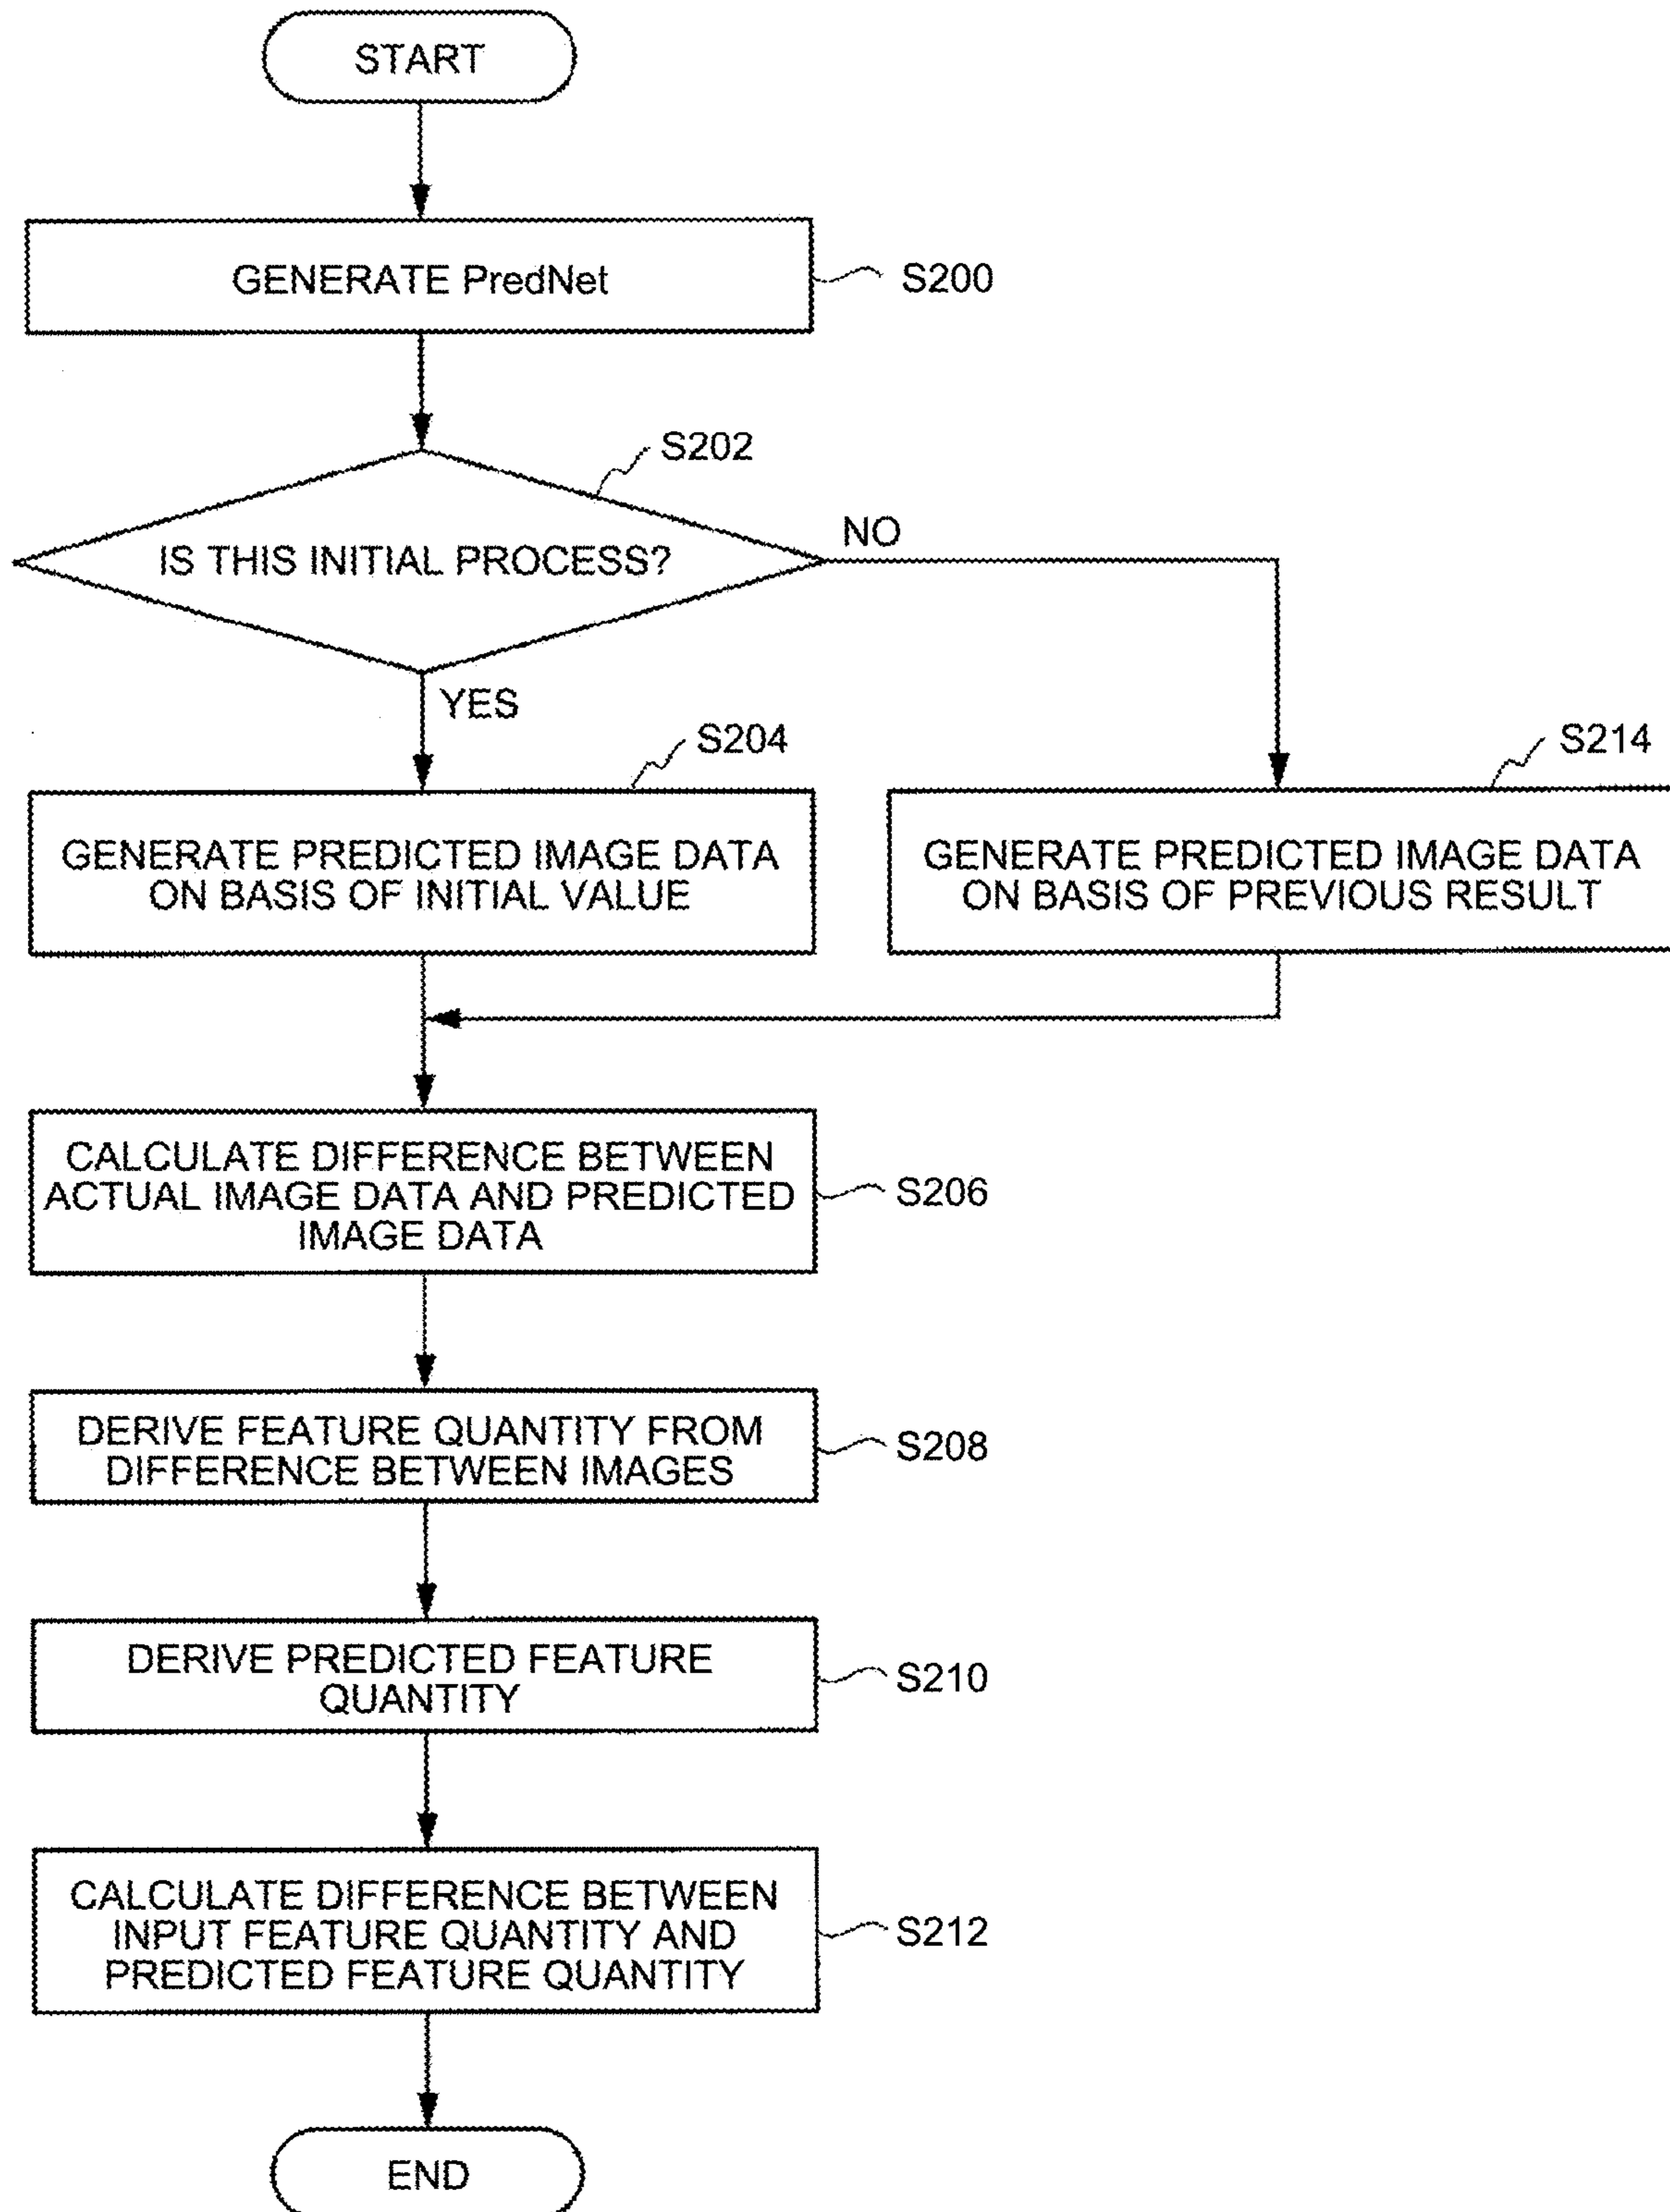 START
GENERATE PredNet
S200
S202
IS THIS INITIAL PROCESS?
NO
YES
S204
S214
GENERATE PREDICTED IMAGE DATA
ON BASIS OF INITIAL VALUE
GENERATE PREDICTED IMAGE DATA
ON BASIS OF PREVIOUS RESULT
CALCULATE DIFFERENCE BETWEEN
ACTUAL IMAGE DATA AND PREDICTED
IMAGE DATA
S206
DERIVE FEATURE QUANTITY FROM
DIFFERENCE BETWEEN IMAGES
S208
DERIVE PREDICTED FEATURE
QUANTITY
S210
CALCULATE DIFFERENCE BETWEEN
INPUT FEATURE QUANTITY AND
PREDICTED FEATURE QUANTITY
S212
END